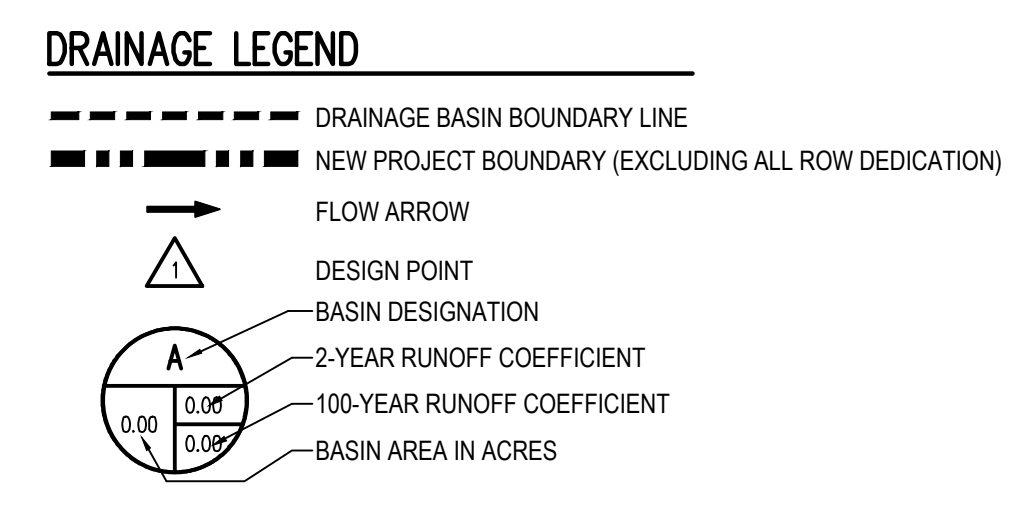 DRAINAGE LEGEND
DRAINAGE BASIN BOUNDARY LINE
NEW PROJECT BOUNDARY (EXCLUDING ALL ROW DEDICATION)
FLOW ARROW
1
DESIGN POINT
BASIN DESIGNATION
A
2-YEAR RUNOFF COEFFICIENT
0.00
100-YEAR RUNOFF COEFFICIENT
0.00
0.00
BASIN AREA IN ACRES